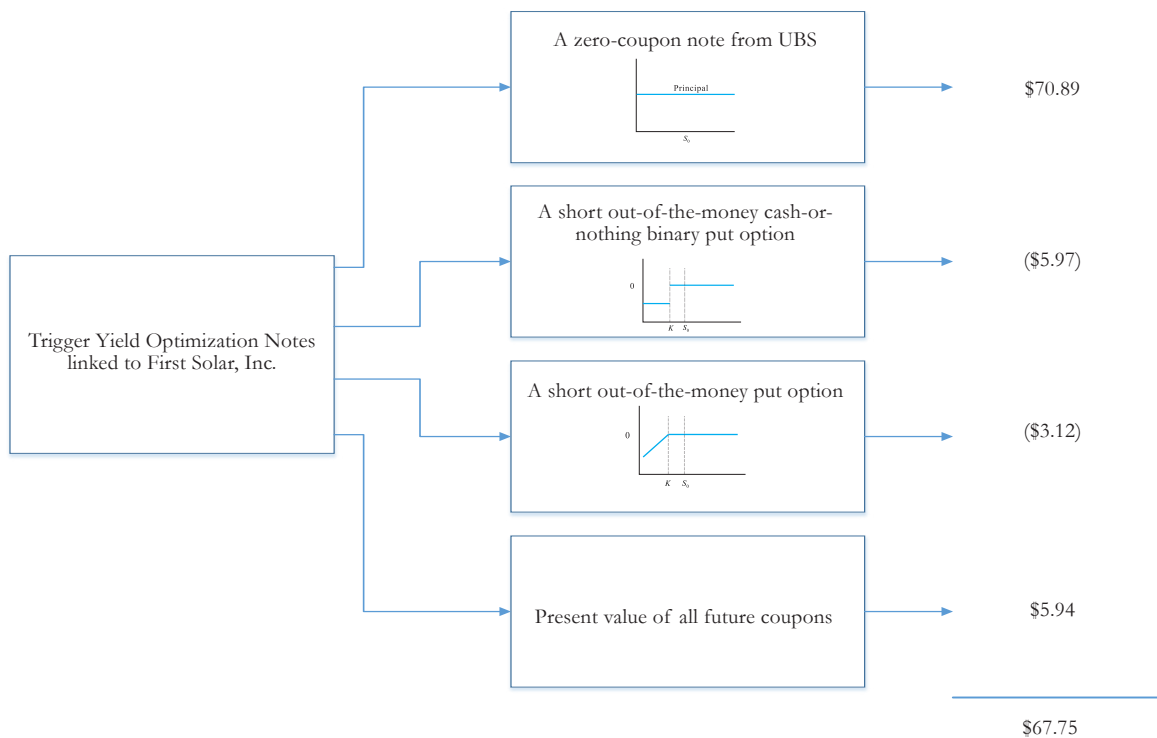 Trigger Yield Optimization Notes
linked to First Solar, Inc.
A zero-coupon note from UBS
Principal
S₀
$70.89
A short out-of-the-money cash-or-
nothing binary put option
0
K S₀
($5.97)
A short out-of-the-money put option
0
K S₀
($3.12)
Present value of all future coupons
$5.94
$67.75